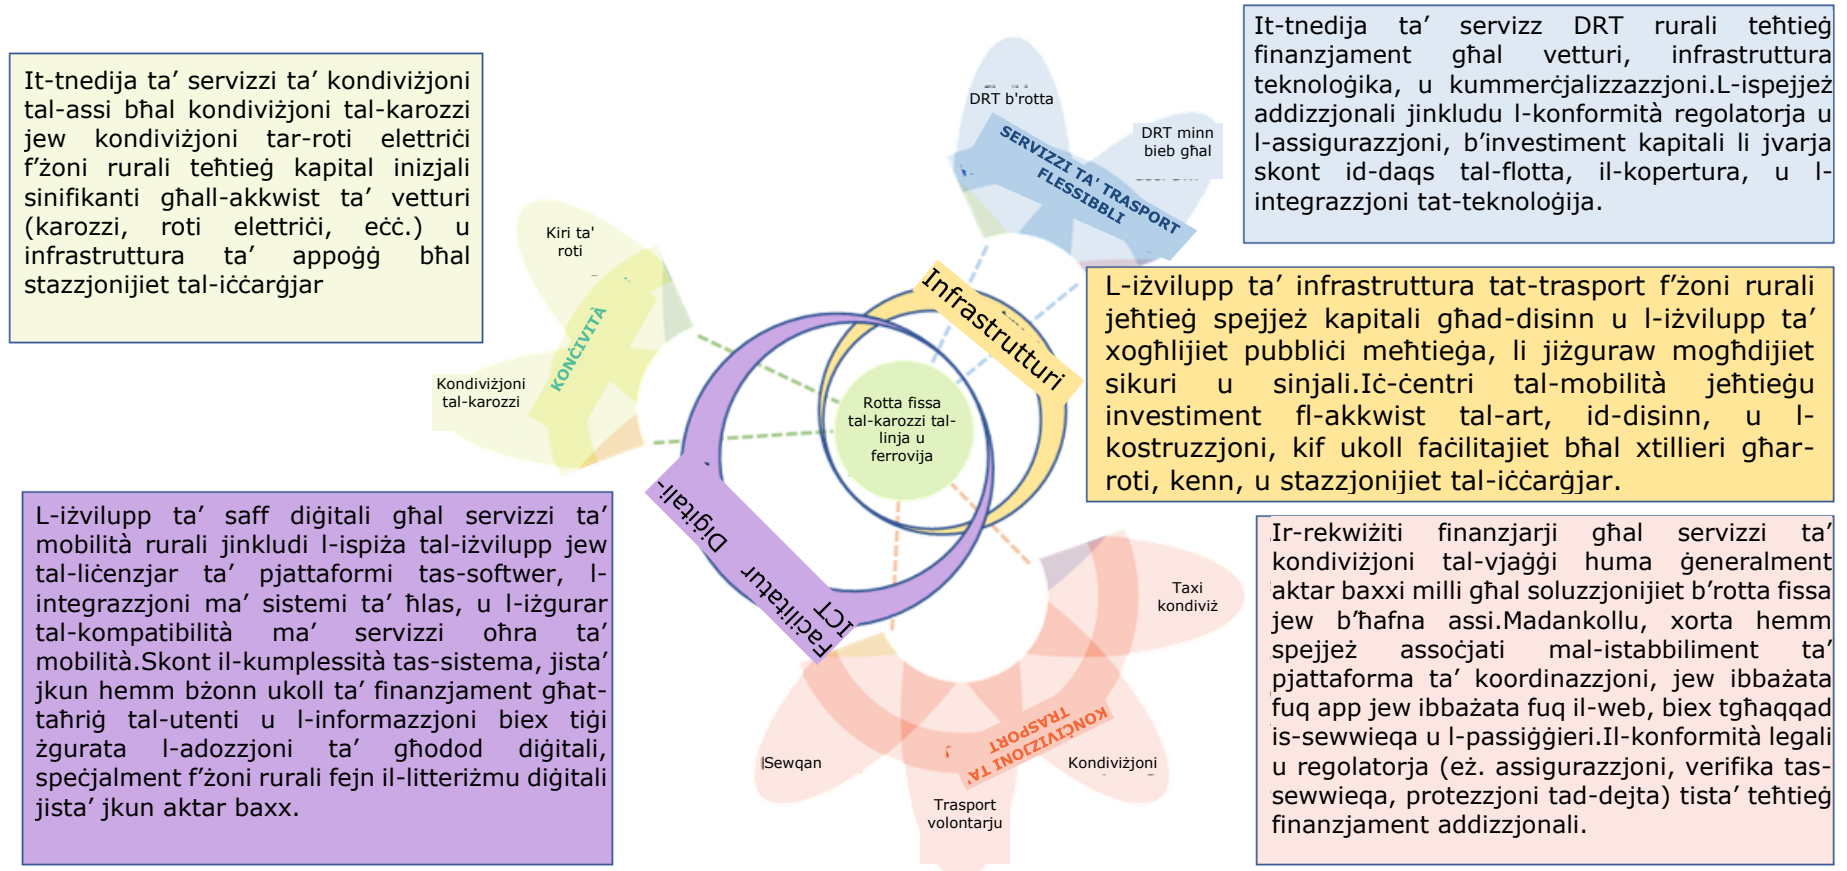 It-tnedija ta’ servizzi ta’ kondiviżjoni
tal-assi bħal kondiviżjoni tal-karozzi
jew kondiviżjoni tar-roti elettriċi
f’żoni rurali teħtieġ kapital inizjali
sinifikanti għall-akkwist ta’ vetturi
(karozzi, roti elettriċi, eċċ.) u
infrastruttura ta’ appoġġ bħal
stazzjonijiet tal-iċċarġjar
It-tnedija ta’ servizz DRT rurali teħtieġ
finanzjament għal vetturi, infrastruttura
teknoloġika, u kummerċjalizzazzjoni.L-ispejjeż
addizzjonali jinkludu l-konformità regolatorja u
l-assigurazzjoni, b’investiment kapitali li jvarja
skont id-daqs tal-flotta, il-kopertura, u l-
integrazzjoni tat-teknoloġija.
DRT b'rotta
DRT minn
bieb għal
SERVIZZI TA' TRASPORT
FLESSIBBLI
Kiri ta'
roti
KONĊIVITÀ
Kondiviżjoni
tal-karozzi
Infrastrutturi
Rotta fissa
tal-karozzi tal-
linja u
ferrovija
L-iżvilupp ta’ infrastruttura tat-trasport f’żoni rurali
jeħtieġ spejjeż kapitali għad-disinn u l-iżvilupp ta’
xogħlijiet pubbliċi meħtieġa, li jiżguraw mogħdijiet
sikuri u sinjali.Iċ-ċentri tal-mobilità jeħtieġu
investiment fl-akkwist tal-art, id-disinn, u l-
kostruzzjoni, kif ukoll faċilitajiet bħal xtillieri għar-
roti, kenn, u stazzjonijiet tal-iċċarġjar.
L-iżvilupp ta’ saff diġitali għal servizzi ta’
mobilità rurali jinkludi l-ispiża tal-iżvilupp jew
tal-liċenzjar ta’ pjattaformi tas-softwer, l-
integrazzjoni ma’ sistemi ta’ ħlas, u l-iżgurar
tal-kompatibilità ma’ servizzi oħra ta’
mobilità.Skont il-kumplessità tas-sistema, jista’
jkun hemm bżonn ukoll ta’ finanzjament għat-
taħriġ tal-utenti u l-informazzjoni biex tiġi
żgurata l-adozzjoni ta’ għodod diġitali,
speċjalment f’żoni rurali fejn il-litteriżmu diġitali
jista’ jkun aktar baxx.
Faċilitatur Diġitali-
ICT
Taxi
kondiviż
KONĊIVIZJONI TA'
TRASPORT
Sewqan
Kondiviżjoni
Trasport
volontarju
Ir-rekwiżiti finanzjarji għal servizzi ta’
kondiviżjoni tal-vjaġġi huma ġeneralment
aktar baxxi milli għal soluzzjonijiet b’rotta fissa
jew b’ħafna assi.Madankollu, xorta hemm
spejjeż assoċjati mal-istabbiliment ta’
pjattaforma ta’ koordinazzjoni, jew ibbażata
fuq app jew ibbażata fuq il-web, biex tgħaqqad
is-sewwieqa u l-passiġġieri.Il-konformità legali
u regolatorja (eż. assigurazzjoni, verifika tas-
sewwieqa, protezzjoni tad-dejta) tista’ teħtieġ
finanzjament addizzjonali.